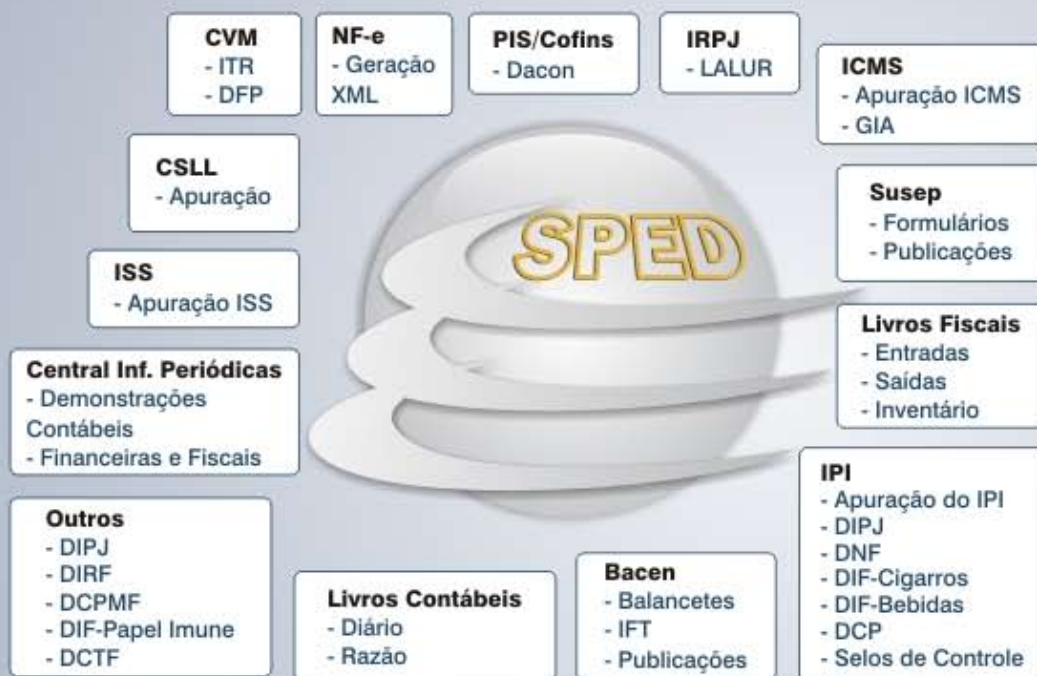 CVM
- ITR
- DFP
NF-e
- Geração
XML
PIS/Cofins
- Dacon
IRPJ
- LALUR
ICMS
- Apuração ICMS
- GIA
CSLL
- Apuração
SPED
Susep
- Formulários
- Publicações
ISS
- Apuração ISS
Livros Fiscais
- Entradas
- Saídas
- Inventário
Central Inf. Periódicas
- Demonstrações
Contábeis
- Financeiras e Fiscais
IPI
- Apuração do IPI
- DIPJ
- DNF
- DIF-Cigarros
- DIF-Bebidas
- DCP
- Selos de Controle
Outros
- DIPJ
- DIRF
- DCPMF
- DIF-Papel Imune
- DCTF
Livros Contábeis
- Diário
- Razão
Bacen
- Balancetes
- IFT
- Publicações